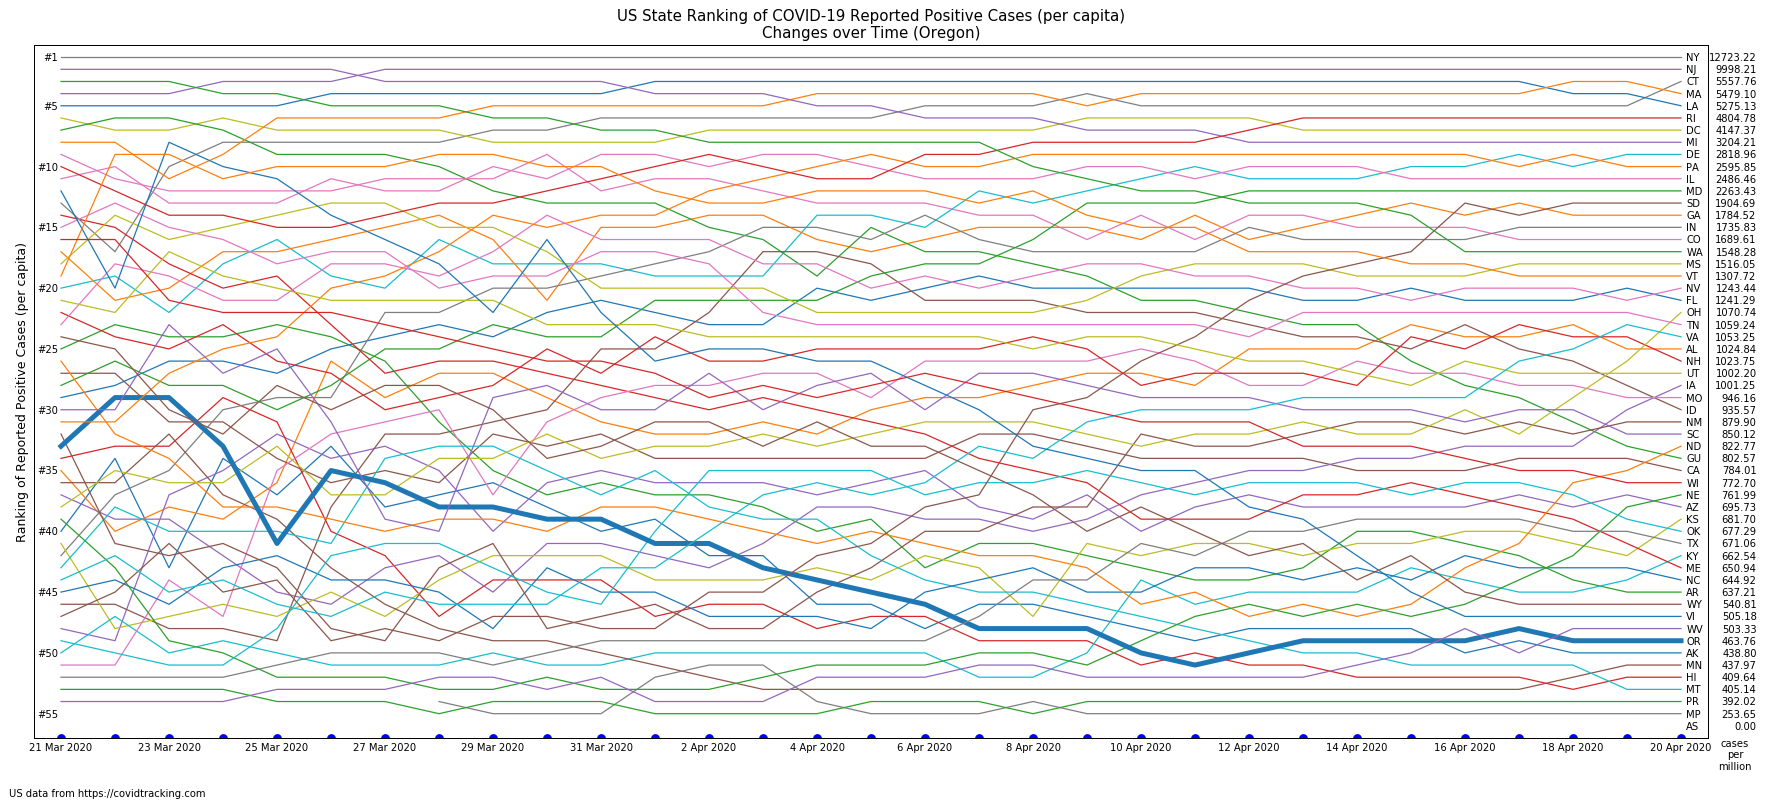 US State Ranking of COVID-19 Reported Positive Cases (per capita)
Changes over Time (Oregon)
Ranking of Reported Positive Cases (per capita)
#1
#5
#10
#15
#20
#25
#30
#35
#40
#45
#50
#55
NY 12723.22
NJ 9998.21
CT 5557.76
MA 5479.10
LA 5275.13
RI 4804.78
DC 4147.37
MI 3204.21
DE 2818.96
PA 2595.85
IL 2486.46
MD 2263.43
SD 1904.69
GA 1784.52
IN 1735.83
CO 1689.61
WA 1548.28
MS 1516.05
VT 1307.72
NV 1243.44
FL 1241.29
OH 1070.74
TN 1059.24
VA 1053.25
AL 1024.84
NH 1023.75
UT 1002.20
IA 1001.25
MO 946.16
ID 935.57
NM 879.90
SC 850.12
ND 822.77
GU 802.57
CA 784.01
WI 772.70
NE 761.99
AZ 695.73
KS 681.70
OK 677.29
TX 671.06
KY 662.54
ME 650.94
NC 644.92
AR 637.21
WY 540.81
VI 505.18
WV 503.33
OR 463.76
AK 438.80
MN 437.97
HI 409.64
MT 405.14
PR 392.02
MP 253.65
AS 0.00
21 Mar 2020 23 Mar 2020 25 Mar 2020 27 Mar 2020 29 Mar 2020 31 Mar 2020 2 Apr 2020 4 Apr 2020 6 Apr 2020 8 Apr 2020 10 Apr 2020 12 Apr 2020 14 Apr 2020 16 Apr 2020 18 Apr 2020 20 Apr 2020
cases
per
million
US data from https://covidtracking.com